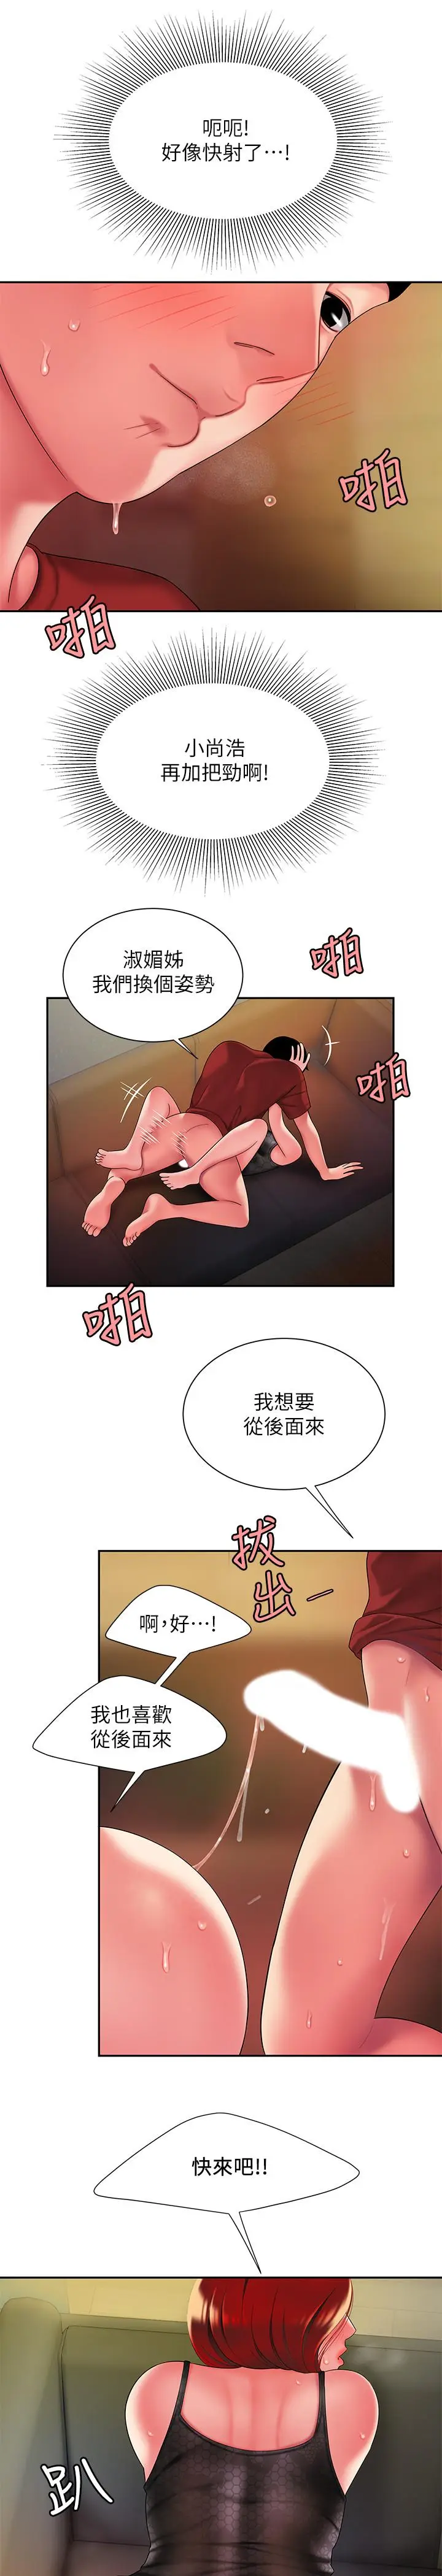 呃呃!
好像快射了⋯!
啪
啪
小尚浩
再加把勁啊!
啪
淑媚姊
我們換個姿勢
啪
啪
我想要
從後面來
拔
出
啊，好⋯!
我也喜歡
從後面來
快來吧!!
趴